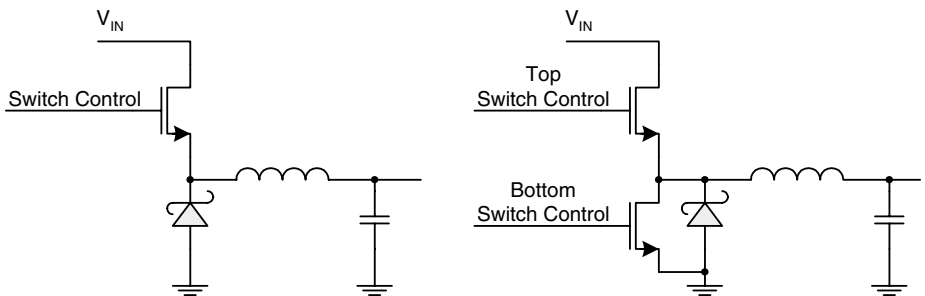 V_IN
Switch Control
V_IN
Top
Switch Control
Bottom
Switch Control